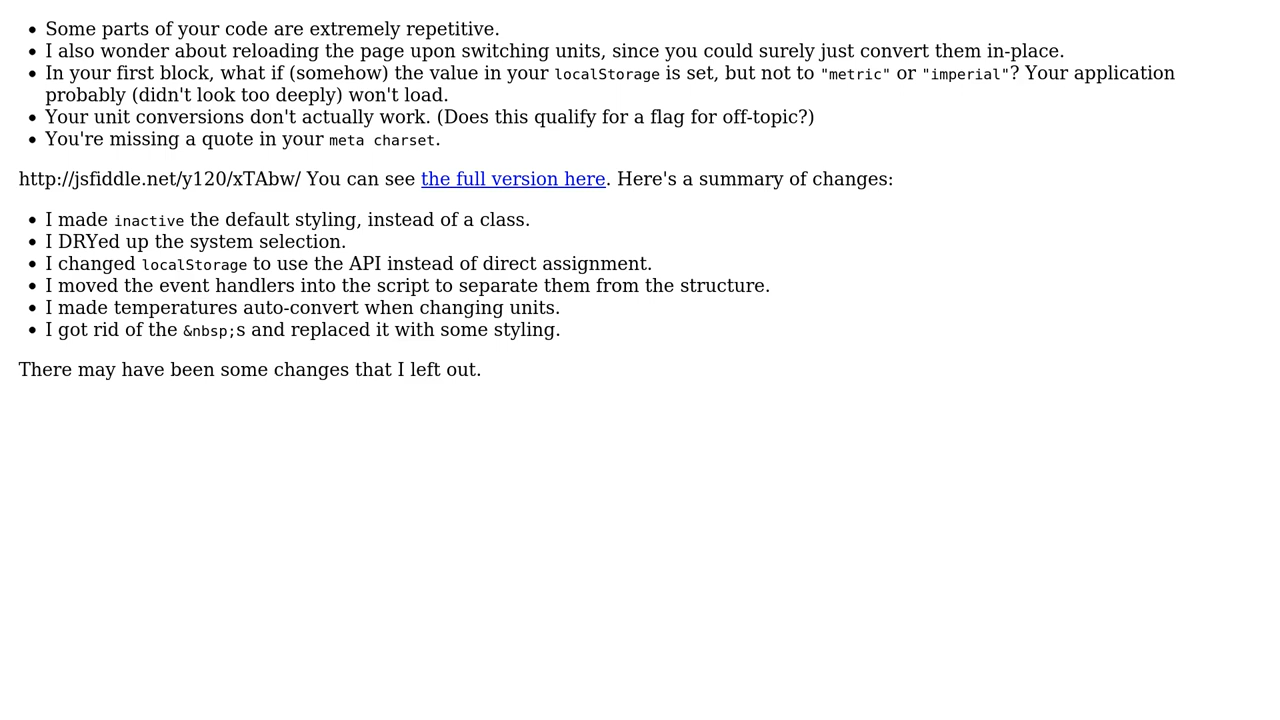 • Some parts of your code are extremely repetitive.
• I also wonder about reloading the page upon switching units, since you could surely just convert them in-place.
• In your first block, what if (somehow) the value in your localStorage is set, but not to "metric" or "imperial"? Your application
probably (didn't look too deeply) won't load.
• Your unit conversions don't actually work. (Does this qualify for a flag for off-topic?)
• You're missing a quote in your meta charset.
http://jsfiddle.net/y120/xTAbw/ You can see the full version here. Here's a summary of changes:
• I made inactive the default styling, instead of a class.
• I DRYed up the system selection.
• I changed localStorage to use the API instead of direct assignment.
• I moved the event handlers into the script to separate them from the structure.
• I made temperatures auto-convert when changing units.
• I got rid of the &nbsp;s and replaced it with some styling.
There may have been some changes that I left out.